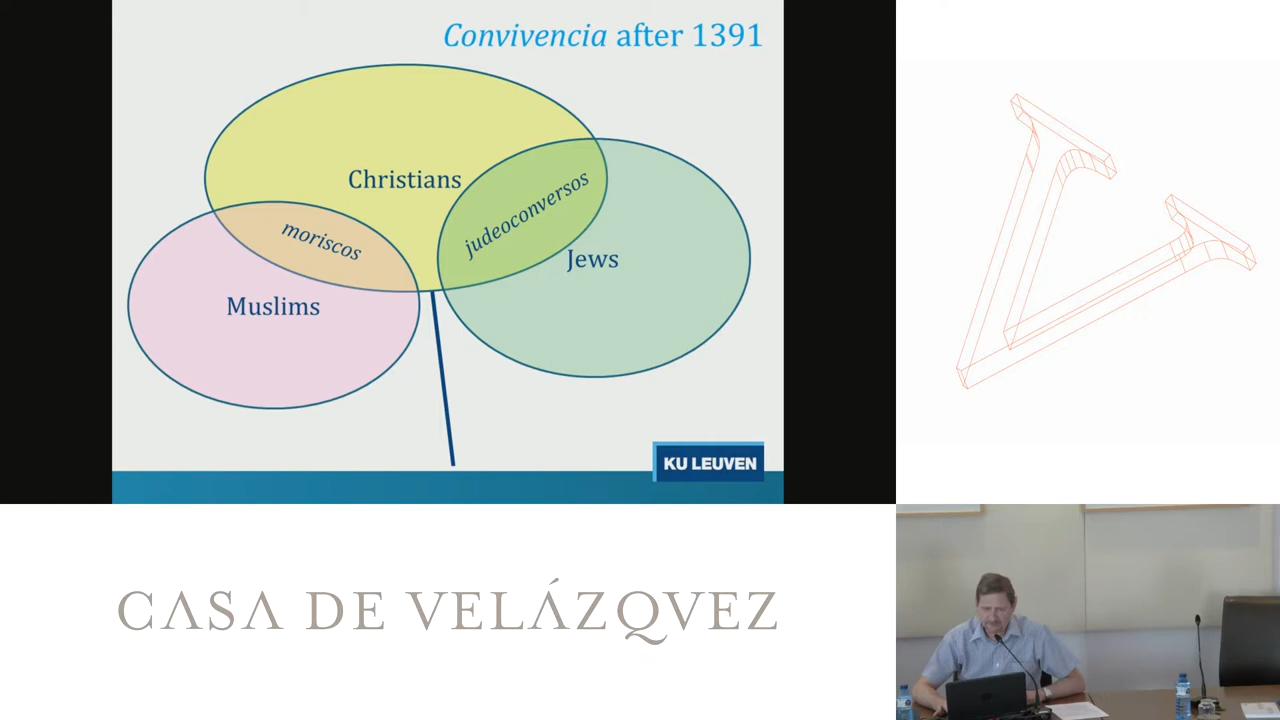 Convivencia after 1391
Christians
judeoconversos
moriscos
Jews
Muslims
KU LEUVEN
CASA DE VELÁZQVEZ